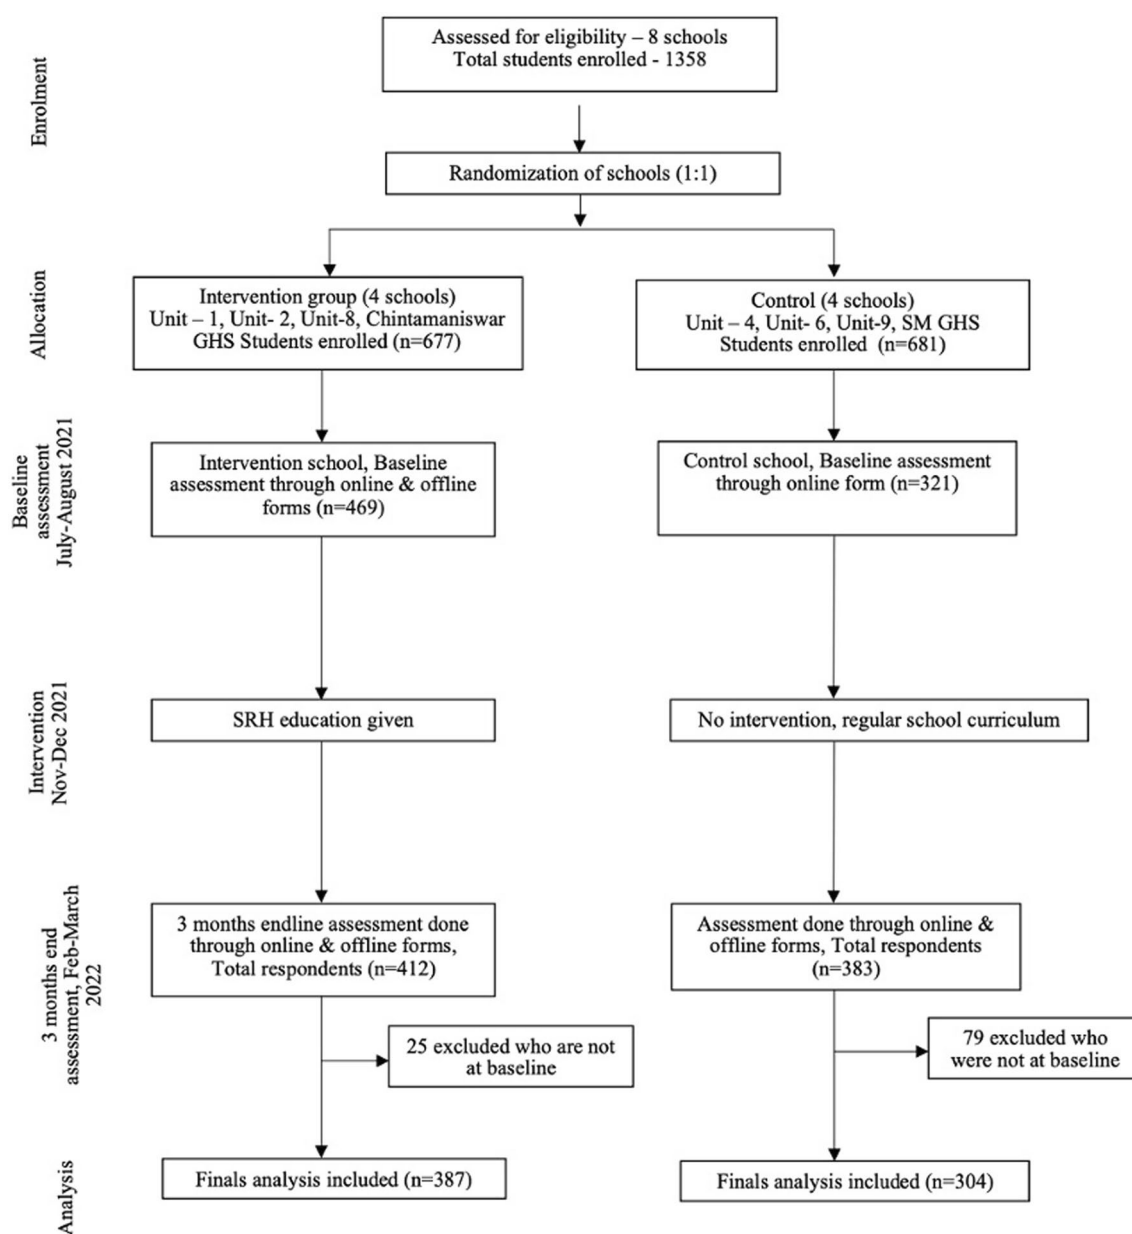 Enrolment
Assessed for eligibility – 8 schools
Total students enrolled - 1358
Randomization of schools (1:1)
Allocation
Intervention group (4 schools)
Unit – 1, Unit- 2, Unit-8, Chintamaniswar
GHS Students enrolled (n=677)
Control (4 schools)
Unit – 4, Unit- 6, Unit-9, SM GHS
Students enrolled (n=681)
Baseline
assessment
July-August 2021
Intervention school, Baseline
assessment through online & offline
forms (n=469)
Control school, Baseline assessment
through online form (n=321)
Intervention
Nov-Dec 2021
SRH education given
No intervention, regular school curriculum
3 months end
assessment, Feb-March
2022
3 months endline assessment done
through online & offline forms,
Total respondents (n=412)
Assessment done through online &
offline forms, Total respondents
(n=383)
25 excluded who are not
at baseline
79 excluded who
were not at baseline
Analysis
Finals analysis included (n=387)
Finals analysis included (n=304)